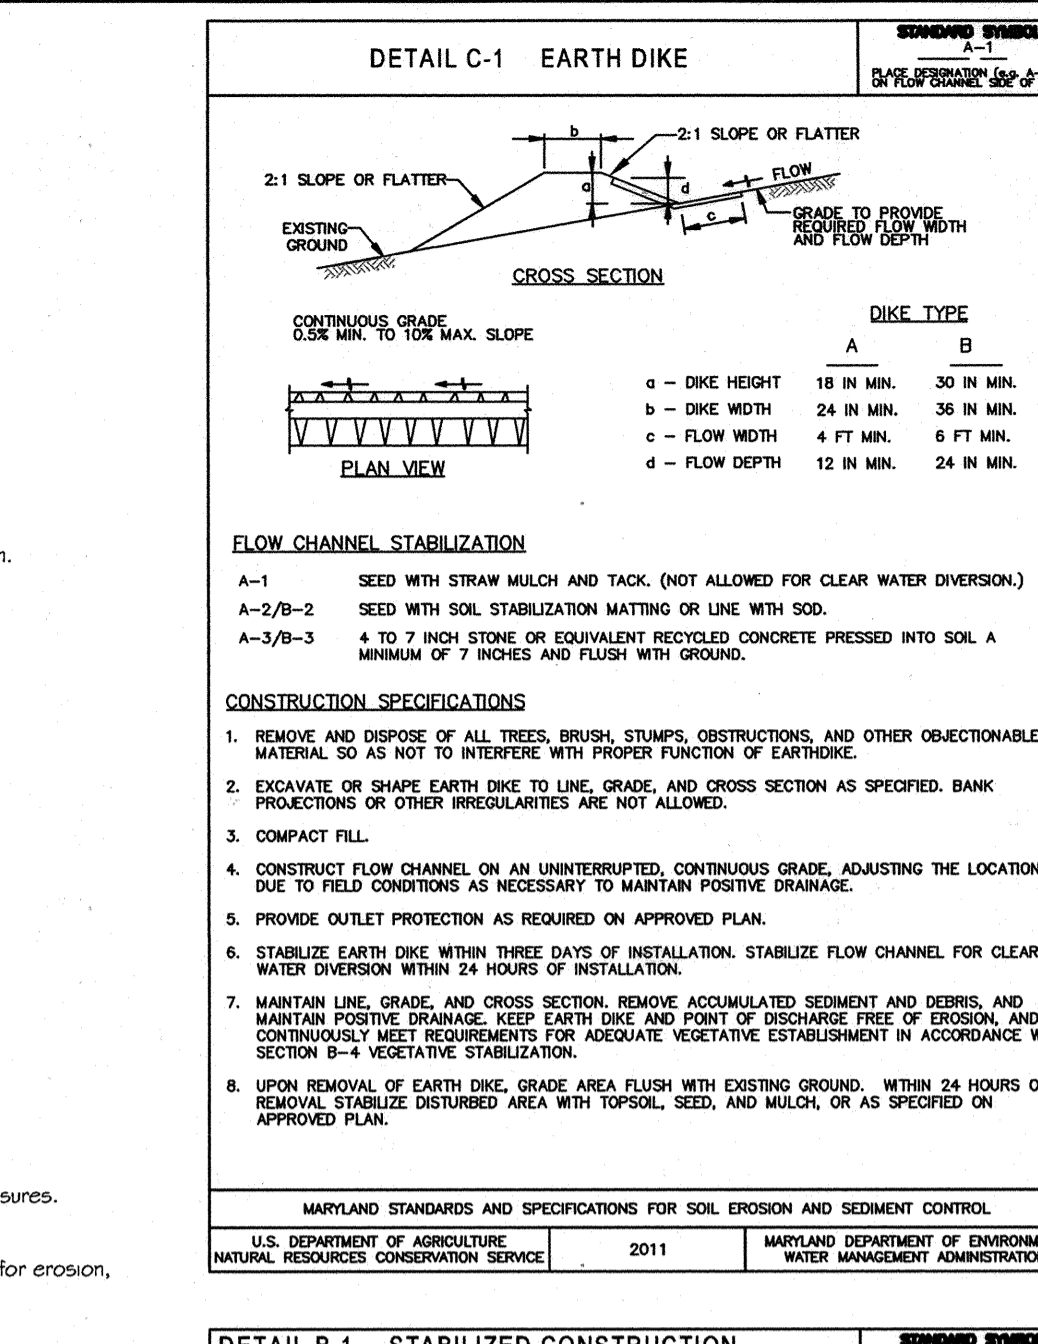 DETAIL C-1 EARTH DIKE
STANDARD SYMBOL
A-1
PLACE DESIGNATION (e.g. A-
ON FLOW CHANNEL SIDE OF
b
2:1 SLOPE OR FLATTER
2:1 SLOPE OR FLATTER
a
d
FLOW
c
GRADE TO PROVIDE
REQUIRED FLOW WIDTH
AND FLOW DEPTH
EXISTING
GROUND
CROSS SECTION
CONTINUOUS GRADE
0.5% MIN. TO 10% MAX. SLOPE
PLAN VIEW
DIKE TYPE
A B
a - DIKE HEIGHT 18 IN MIN. 30 IN MIN.
b - DIKE WIDTH 24 IN MIN. 36 IN MIN.
c - FLOW WIDTH 4 FT MIN. 6 FT MIN.
d - FLOW DEPTH 12 IN MIN. 24 IN MIN.
FLOW CHANNEL STABILIZATION
A-1 SEED WITH STRAW MULCH AND TACK. (NOT ALLOWED FOR CLEAR WATER DIVERSION.)
A-2/B-2 SEED WITH SOIL STABILIZATION MATTING OR LINE WITH SOD.
A-3/B-3 4 TO 7 INCH STONE OR EQUIVALENT RECYCLED CONCRETE PRESSED INTO SOIL A
MINIMUM OF 7 INCHES AND FLUSH WITH GROUND.
CONSTRUCTION SPECIFICATIONS
1. REMOVE AND DISPOSE OF ALL TREES, BRUSH, STUMPS, OBSTRUCTIONS, AND OTHER OBJECTIONABLE
MATERIAL SO AS NOT TO INTERFERE WITH PROPER FUNCTION OF EARTHDIKE.
2. EXCAVATE OR SHAPE EARTH DIKE TO LINE, GRADE, AND CROSS SECTION AS SPECIFIED. BANK
PROJECTIONS OR OTHER IRREGULARITIES ARE NOT ALLOWED.
3. COMPACT FILL.
4. CONSTRUCT FLOW CHANNEL ON AN UNINTERRUPTED, CONTINUOUS GRADE, ADJUSTING THE LOCATION
DUE TO FIELD CONDITIONS AS NECESSARY TO MAINTAIN POSITIVE DRAINAGE.
5. PROVIDE OUTLET PROTECTION AS REQUIRED ON APPROVED PLAN.
6. STABILIZE EARTH DIKE WITHIN THREE DAYS OF INSTALLATION. STABILIZE FLOW CHANNEL FOR CLEAR
WATER DIVERSION WITHIN 24 HOURS OF INSTALLATION.
7. MAINTAIN LINE, GRADE, AND CROSS SECTION. REMOVE ACCUMULATED SEDIMENT AND DEBRIS, AND
MAINTAIN POSITIVE DRAINAGE. KEEP EARTH DIKE AND POINT OF DISCHARGE FREE OF EROSION, AND
CONTINUOUSLY MEET REQUIREMENTS FOR ADEQUATE VEGETATIVE ESTABLISHMENT IN ACCORDANCE W
SECTION B-4 VEGETATIVE STABILIZATION.
8. UPON REMOVAL OF EARTH DIKE, GRADE AREA FLUSH WITH EXISTING GROUND. WITHIN 24 HOURS O
REMOVAL STABILIZE DISTURBED AREA WITH TOPSOIL, SEED, AND MULCH, OR AS SPECIFIED ON
APPROVED PLAN.
sures.
for erosion,
MARYLAND STANDARDS AND SPECIFICATIONS FOR SOIL EROSION AND SEDIMENT CONTROL
U.S. DEPARTMENT OF AGRICULTURE
NATURAL RESOURCES CONSERVATION SERVICE
2011
MARYLAND DEPARTMENT OF ENVIRONM
WATER MANAGEMENT ADMINISTRATIO
DETAIL B-1 STABILIZED CONSTRUCTION
STANDARD SYMBOL